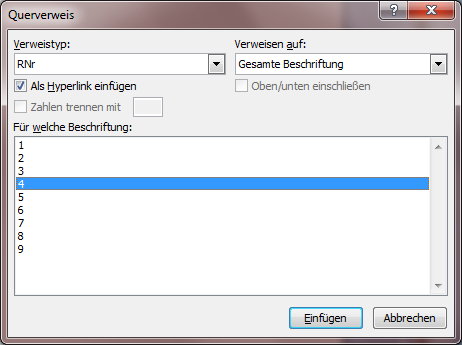 Querverweis
Verweistyp: Verweisen auf:
RNr Gesamte Beschriftung
Als Hyperlink einfügen Oben/unten einschließen
Zahlen trennen mit
Für welche Beschriftung:
1
2
3
4
5
6
7
8
9
Einfügen Abbrechen